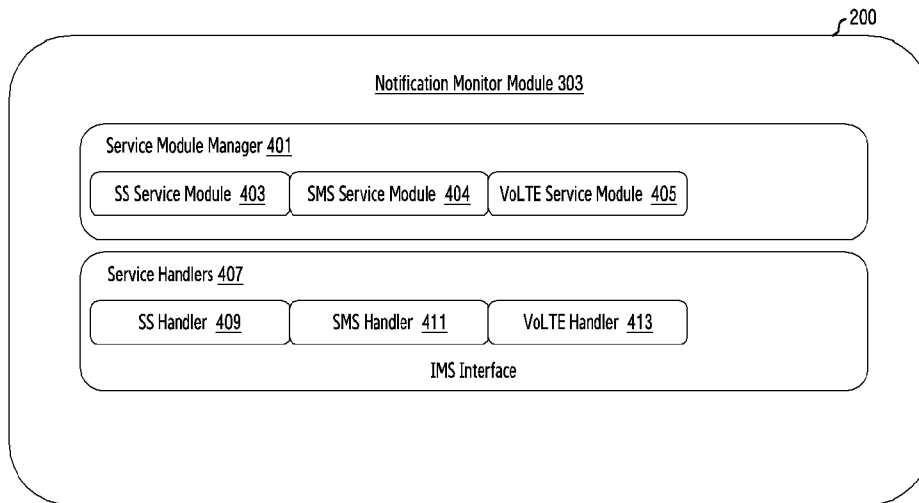 200
Notification Monitor Module 303
Service Module Manager 401
SS Service Module 403 SMS Service Module 404 VoLTE Service Module 405
Service Handlers 407
SS Handler 409 SMS Handler 411 VoLTE Handler 413
IMS Interface